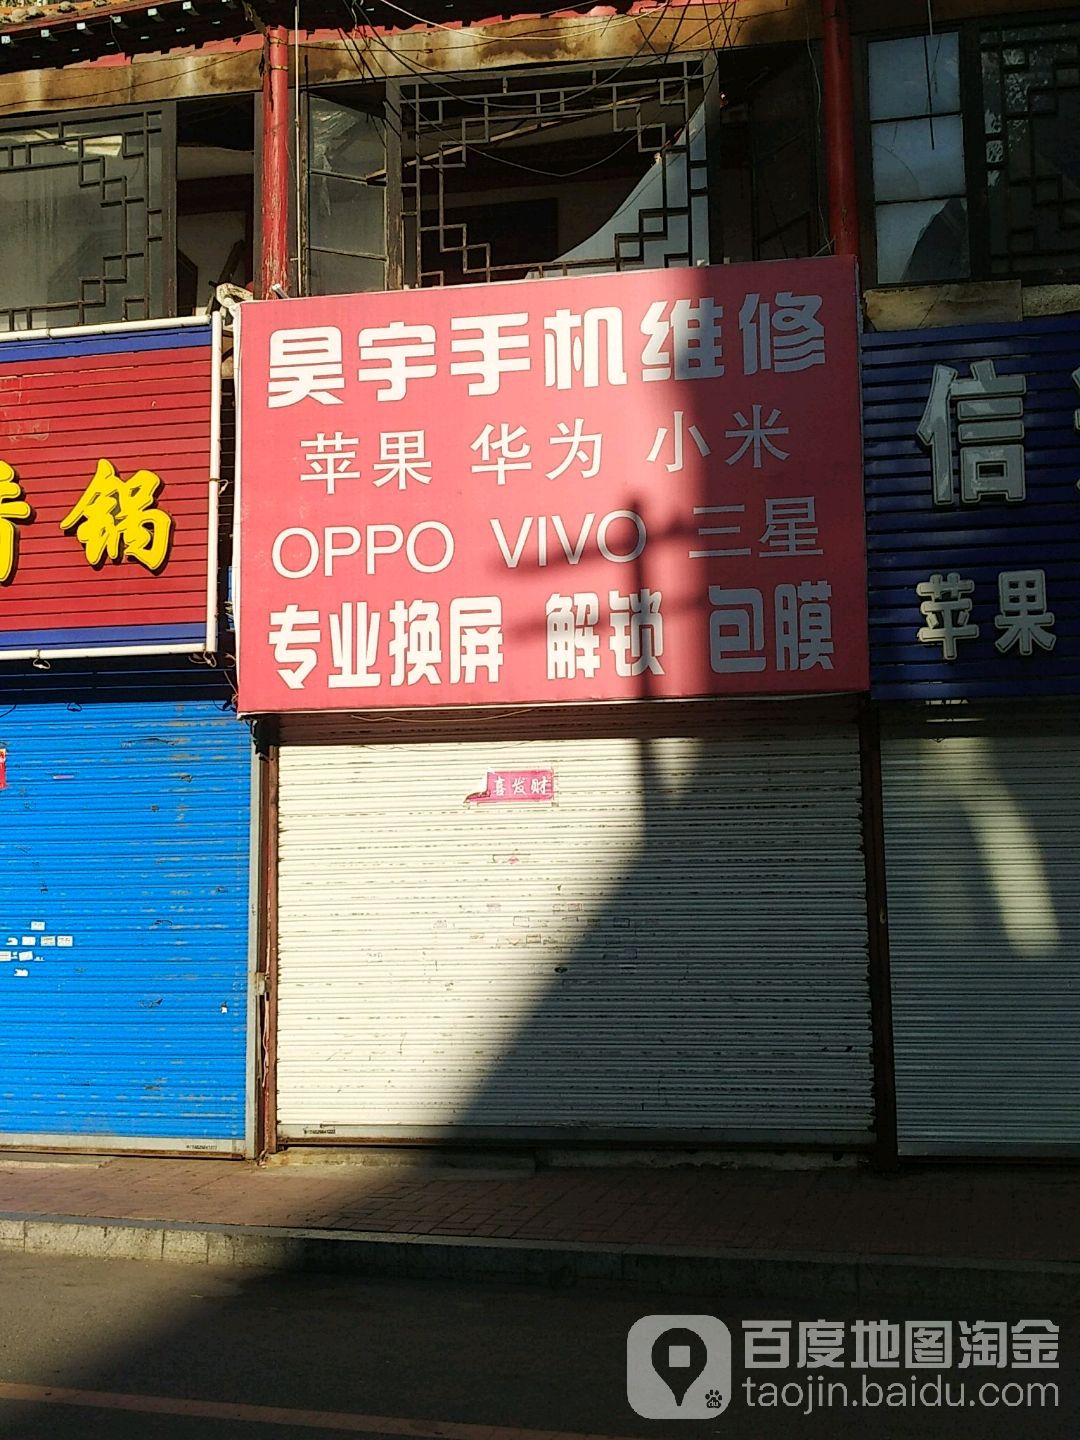 昊宇手机维修
苹果 华为 小米
OPPO VIVO 三星
专业换屏 解锁 包膜
香锅
信
苹果
喜发财
百度地图淘金
taojin.baidu.com